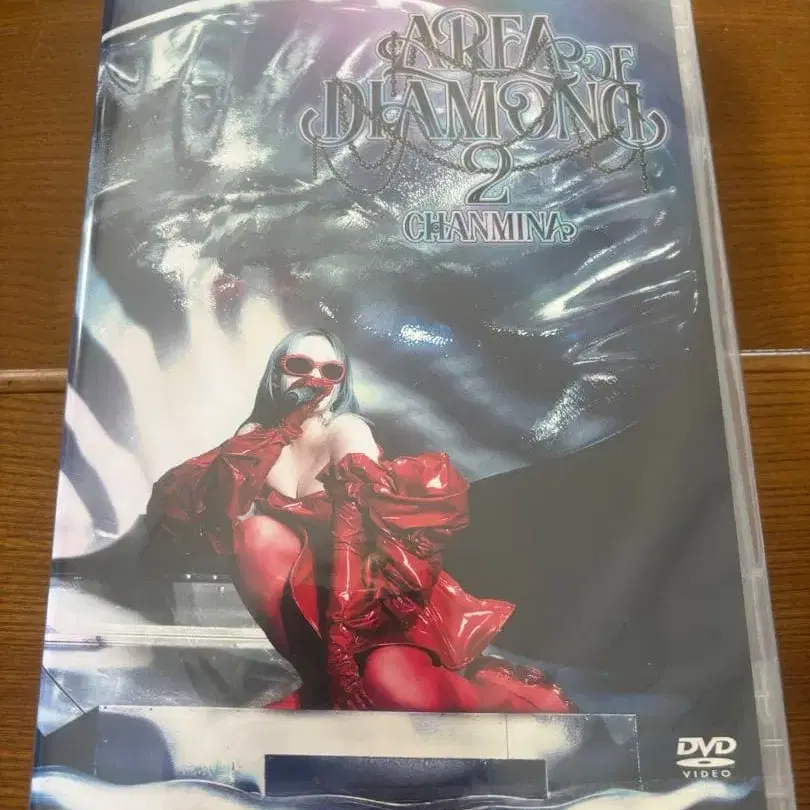 AREA OF
DIAMOND
2
CHANMINA
DVD
VIDEO